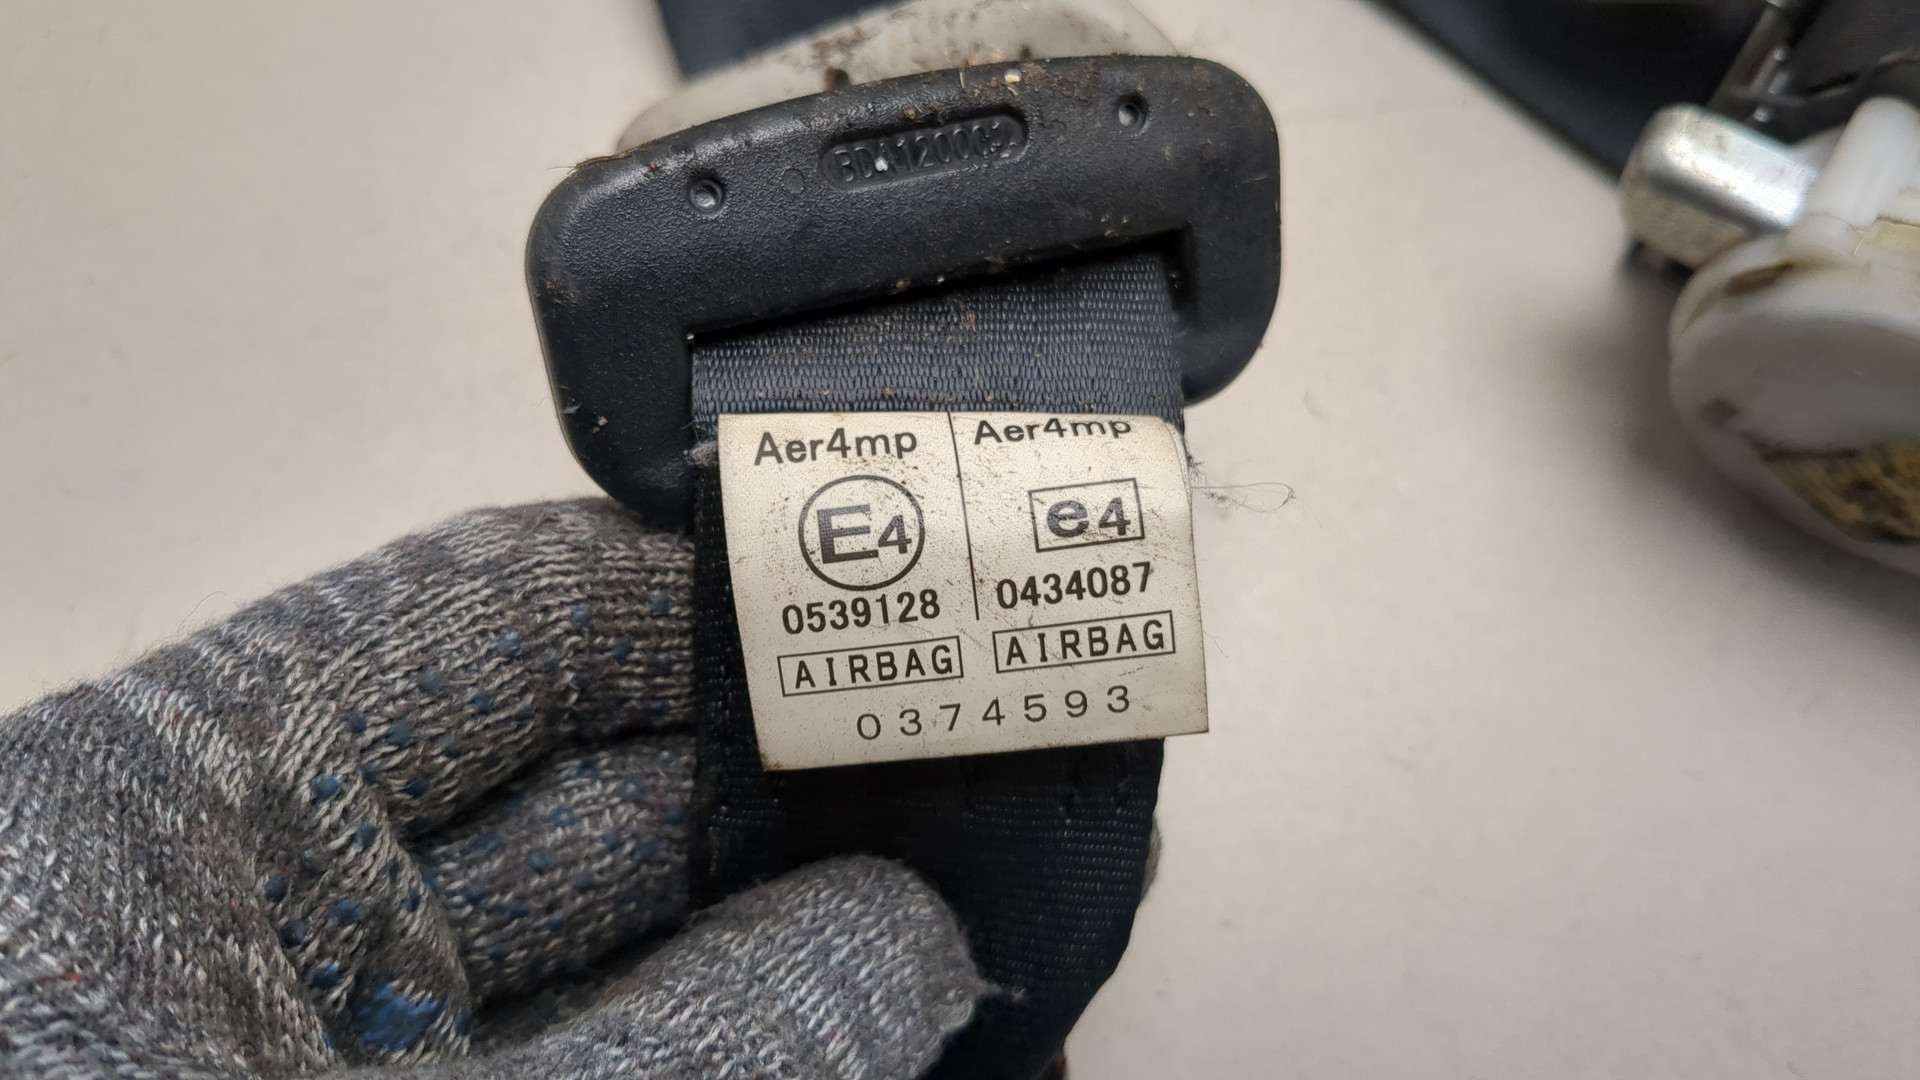 Aer4mp
E4
0539128
AIRBAG
Aer4mp
e4
0434087
AIRBAG
0374593